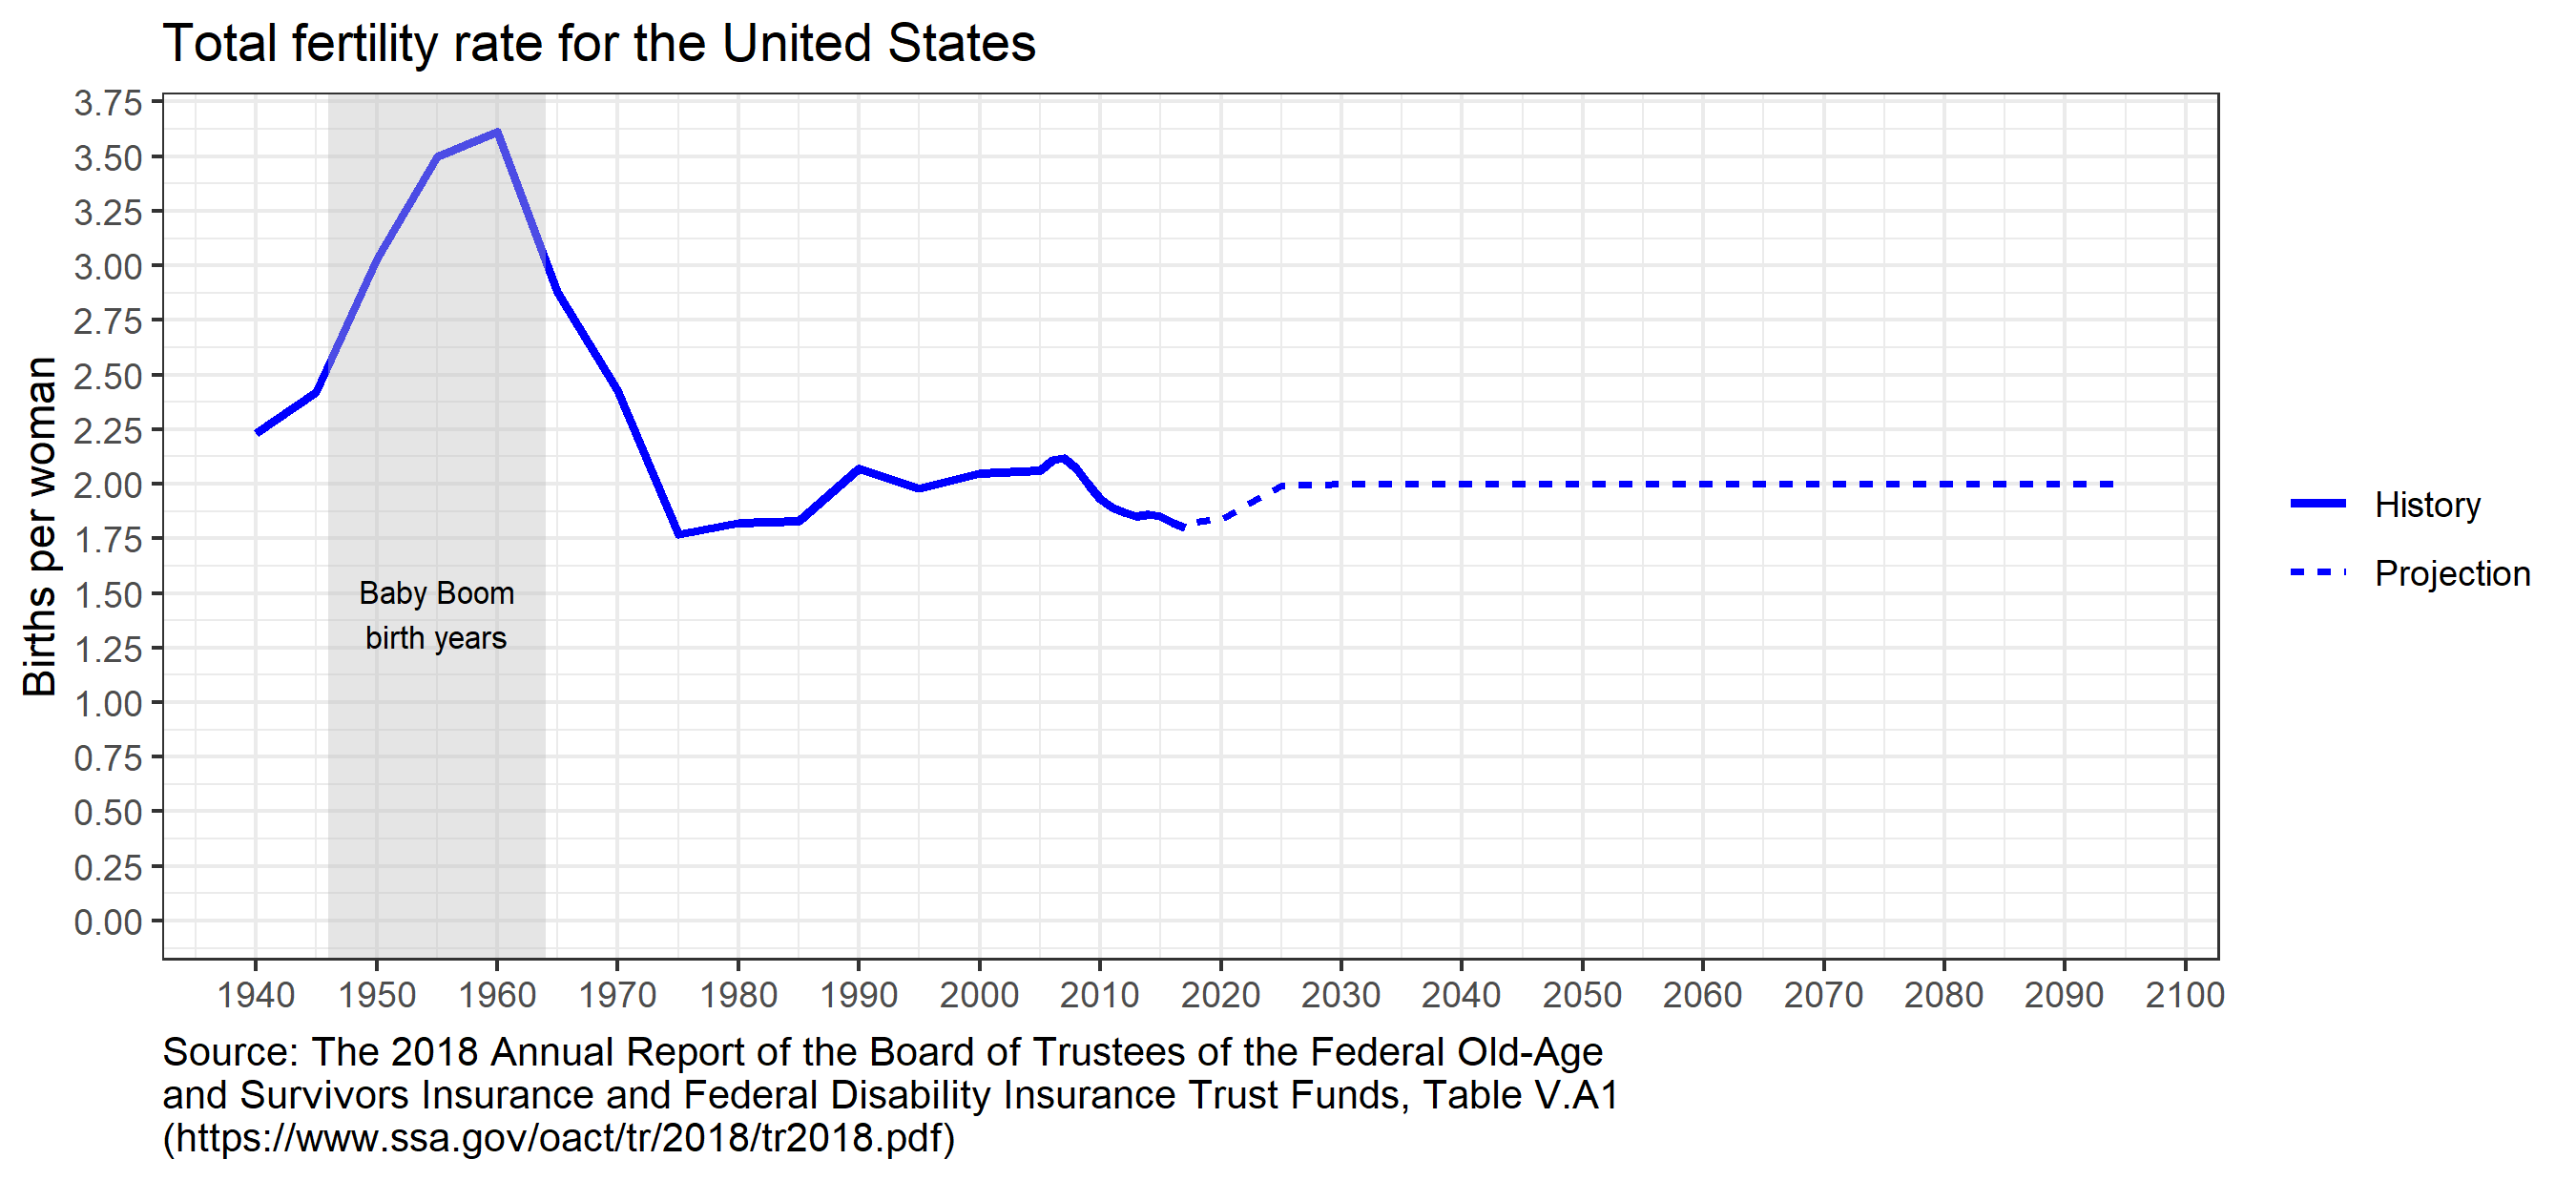 Total fertility rate for the United States
3.75
3.50
3.25
3.00
2.75
2.50
2.25
2.00
1.75
1.50
1.25
1.00
0.75
0.50
0.25
0.00
Births per woman
Baby Boom
birth years
History
Projection
1940 1950 1960 1970 1980 1990 2000 2010 2020 2030 2040 2050 2060 2070 2080 2090 2100
Source: The 2018 Annual Report of the Board of Trustees of the Federal Old-Age
and Survivors Insurance and Federal Disability Insurance Trust Funds, Table V.A1
(https://www.ssa.gov/oact/tr/2018/tr2018.pdf)